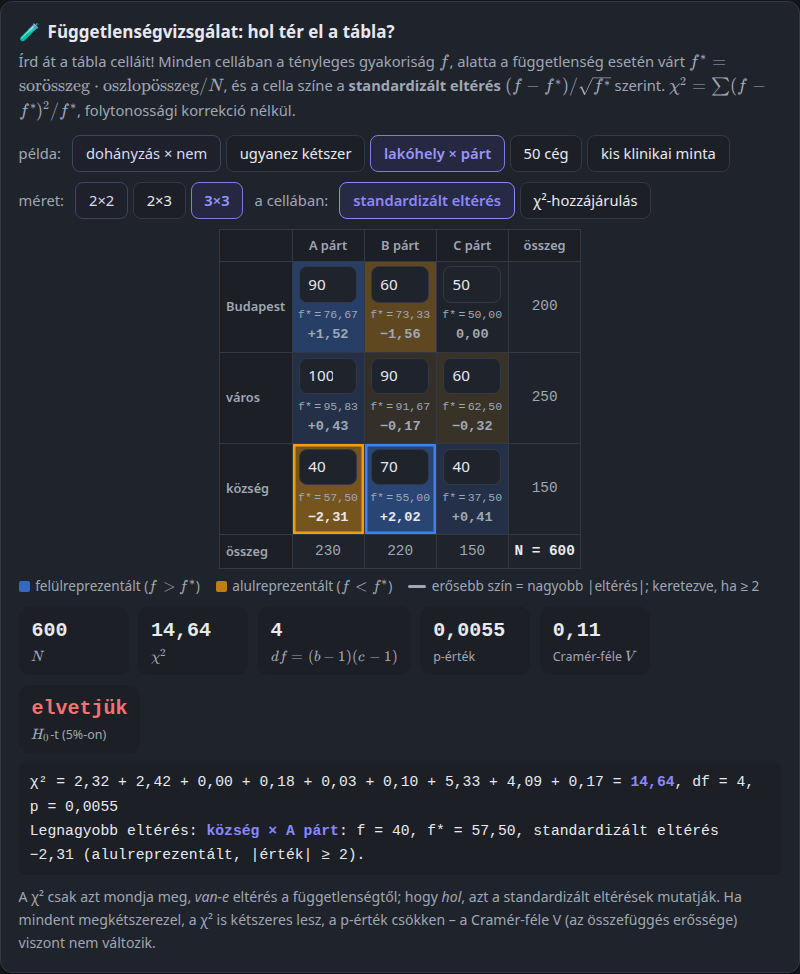 🧪 Függetlenségvizsgálat: hol tér el a tábla?
Írd át a tábla celláit! Minden cellában a tényleges gyakoriság f, alatta a függetlenség esetén várt f* =
sorösszeg · oszlopösszeg/N, és a cella színe a standardizált eltérés (f − f*)/√f* szerint. χ² = ∑(f −
f*)²/f*, folytonossági korrekció nélkül.
példa: dohányzás × nem ugyanez kétszer lakóhely × párt 50 cég kis klinikai minta
méret: 2×2 2×3 3×3 a cellában: standardizált eltérés χ²-hozzájárulás
A párt B párt C párt összeg
90 60 50
Budapest 200
f* = 76,67 f* = 73,33 f* = 50,00
+1,52 −1,56 0,00
100 90 60
város 250
f* = 95,83 f* = 91,67 f* = 62,50
+0,43 −0,17 −0,32
40 70 40
község 150
f* = 57,50 f* = 55,00 f* = 37,50
−2,31 +2,02 +0,41
összeg 230 220 150 N = 600
felülreprezentált (f > f*) alulreprezentált (f < f*) erősebb szín = nagyobb |eltérés|; keretezve, ha ≥ 2
600 14,64 4 0,0055 0,11
N χ² df = (b − 1)(c − 1) p-érték Cramér-féle V
elvetjük
H₀-t (5%-on)
χ² = 2,32 + 2,42 + 0,00 + 0,18 + 0,03 + 0,10 + 5,33 + 4,09 + 0,17 = 14,64, df = 4,
p = 0,0055
Legnagyobb eltérés: község × A párt: f = 40, f* = 57,50, standardizált eltérés
−2,31 (alulreprezentált, |érték| ≥ 2).
A χ² csak azt mondja meg, van-e eltérés a függetlenségtől; hogy hol, azt a standardizált eltérések mutatják. Ha
mindent megkétszerezel, a χ² is kétszeres lesz, a p-érték csökken – a Cramér-féle V (az összefüggés erőssége)
viszont nem változik.